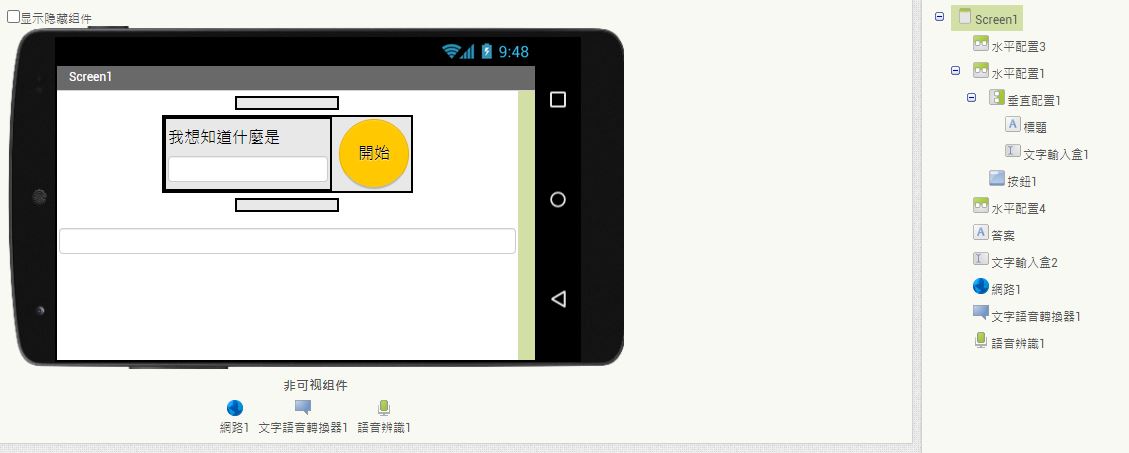 显示隐藏组件
9:48
Screen1
我想知道什麼是
開始
非可视组件
網路1 文字語音轉換器1 語音辨識1
Screen1
水平配置3
水平配置1
垂直配置1
標題
文字輸入盒1
按鈕1
水平配置4
答案
文字輸入盒2
網路1
文字語音轉換器1
語音辨識1